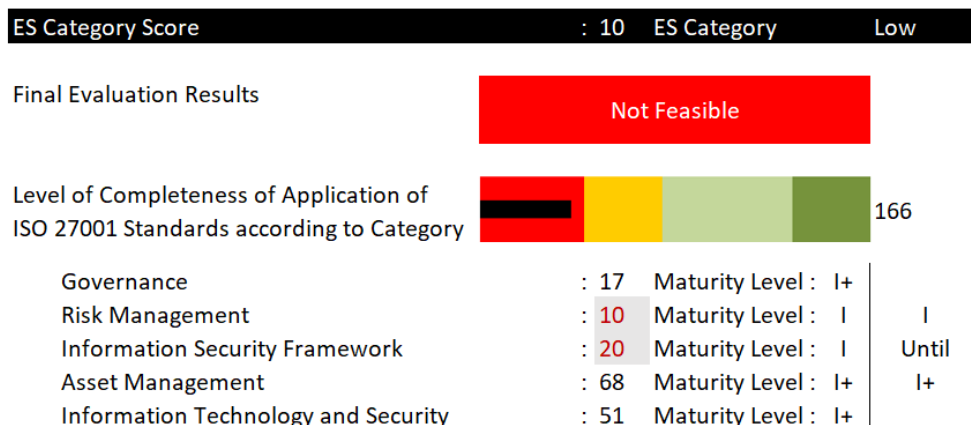 ES Category Score : 10 ES Category Low
Final Evaluation Results
Not Feasible
Level of Completeness of Application of
ISO 27001 Standards according to Category
166
Governance : 17 Maturity Level : I+
Risk Management : 10 Maturity Level : I I
Information Security Framework : 20 Maturity Level : I Until
Asset Management : 68 Maturity Level : I+ I+
Information Technology and Security : 51 Maturity Level : I+